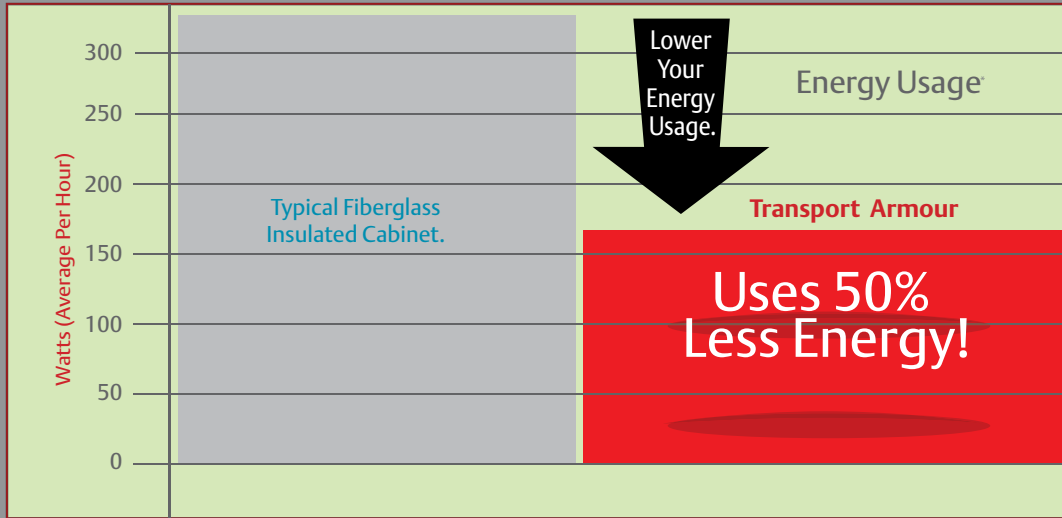 300
250
200
150
100
50
0
Watts (Average Per Hour)
Typical Fiberglass
Insulated Cabinet.
Lower
Your
Energy
Usage.
Energy Usage
Transport Armour
Uses 50%
Less Energy!